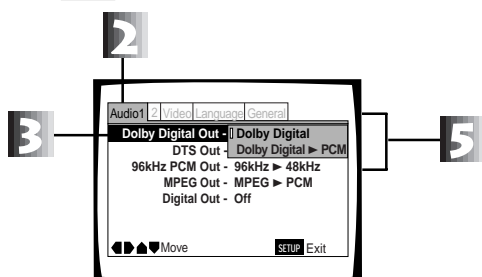 2
Audio1 2 Video Language General
3
Dolby Digital Out - Dolby Digital
5
DTS Out - Dolby Digital ► PCM
96kHz PCM Out - 96kHz ► 48kHz
MPEG Out - MPEG ► PCM
Digital Out - Off
Move SETUP Exit